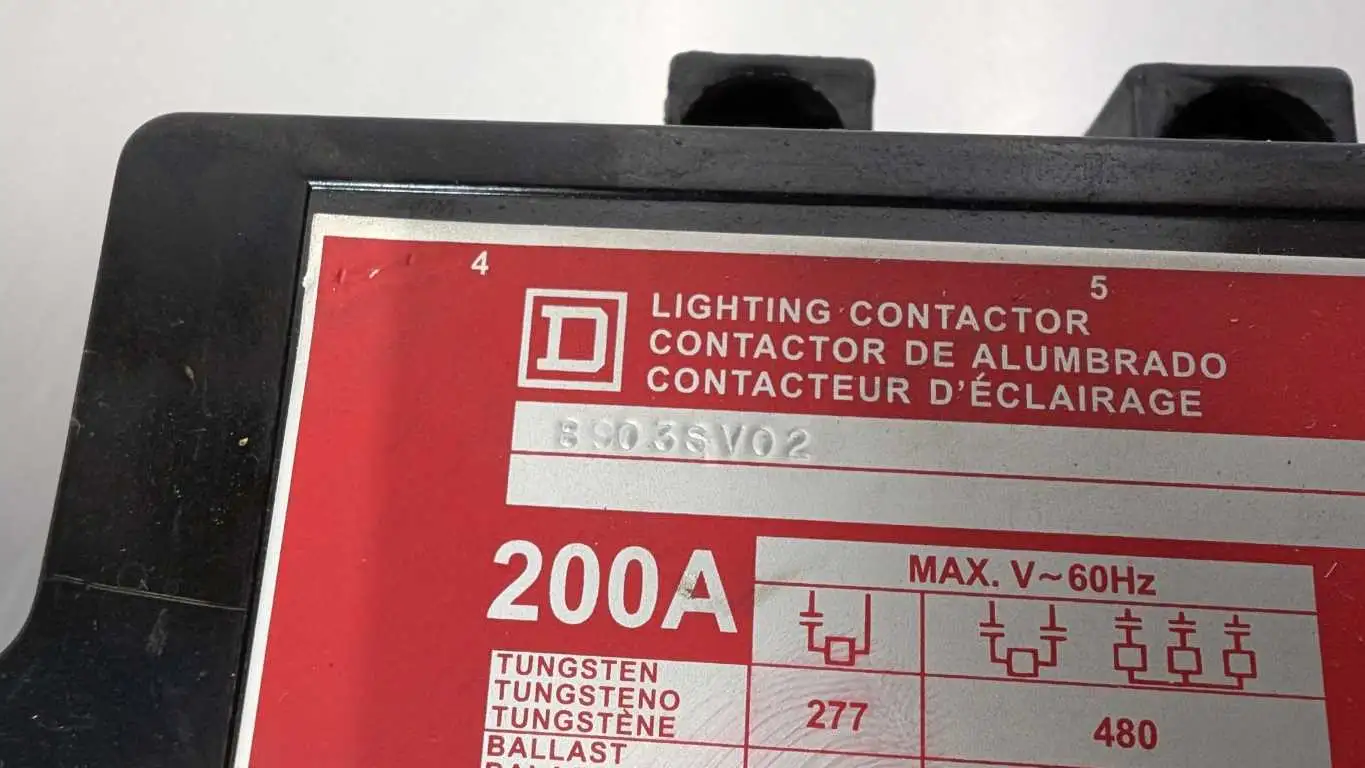 4
5
D
LIGHTING CONTACTOR
CONTACTOR DE ALUMBRADO
CONTACTEUR D'ÉCLAIRAGE
8903SV02
200A
MAX. V~60Hz
TUNGSTEN
TUNGSTENO
TUNGSTÈNE
277
480
BALLAST